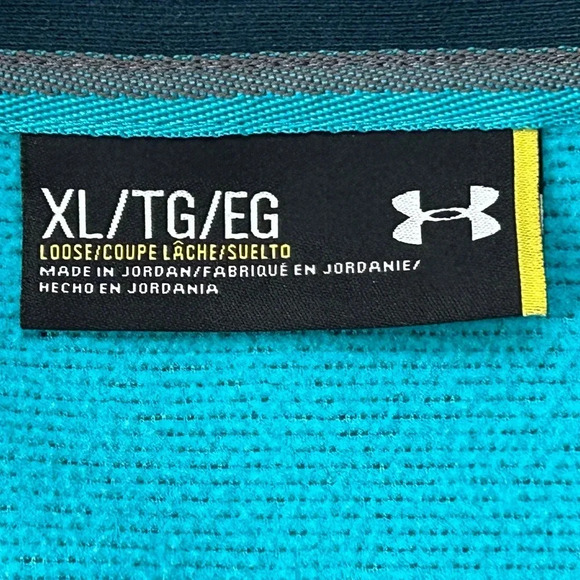 XL/TG/EG
LOOSE/COUPE LÂCHE/SUELTO
MADE IN JORDAN/FABRIQUÉ EN JORDANIE/
HECHO EN JORDANIA